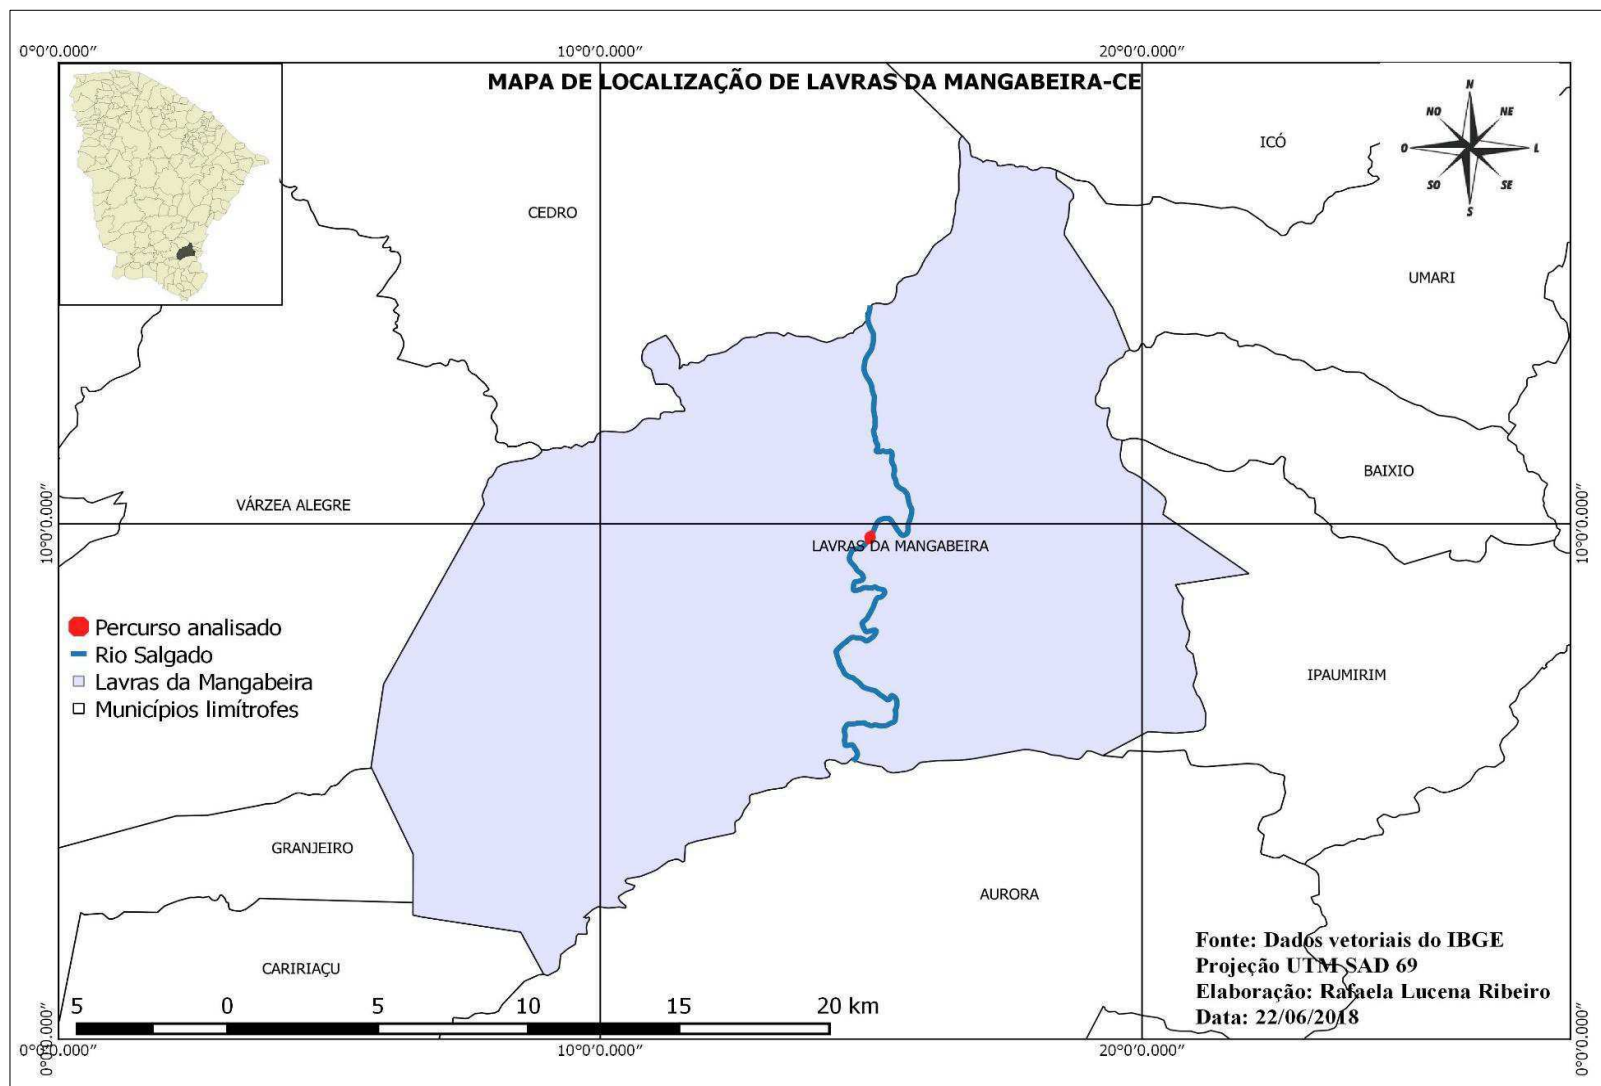 0°0′0.000″ 10°0′0.000″ 20°0′0.000″
MAPA DE LOCALIZAÇÃO DE LAVRAS DA MANGABEIRA-CE
N
NO NE
O L
SO SE
S
ICÓ
CEDRO
UMARI
BAIXIO
VÁRZEA ALEGRE
10°0′0.000″ 10°0′0.000″
LAVRAS DA MANGABEIRA
Percurso analisado
Rio Salgado
Lavras da Mangabeira
Municípios limítrofes
IPAUMIRIM
GRANJEIRO
AURORA
CARIRIAÇU
Fonte: Dados vetoriais do IBGE
Projeção UTM SAD 69
Elaboração: Rafaela Lucena Ribeiro
Data: 22/06/2018
5 0 5 10 15 20 km
0°0′0.000″ 0°0′0.000″
0°0′0.000″ 10°0′0.000″ 20°0′0.000″